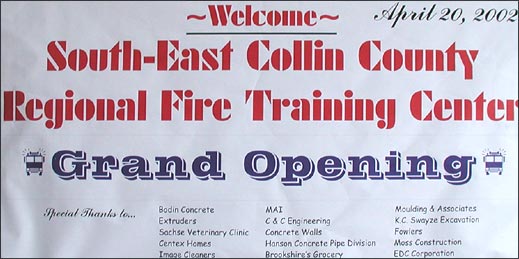 ~Welcome~
April 20, 2002
South-East Collin County
Regional Fire Training Center
Grand Opening
Special Thanks to...
Bodin Concrete
Extruders
Sachse Veterinary Clinic
Centex Homes
Image Cleaners
MAI
C & C Engineering
Concrete Walls
Hanson Concrete Pipe Division
Brookshire's Grocery
Moulding & Associates
K.C. Swayze Excavation
Fowlers
Moss Construction
EDC Corporation